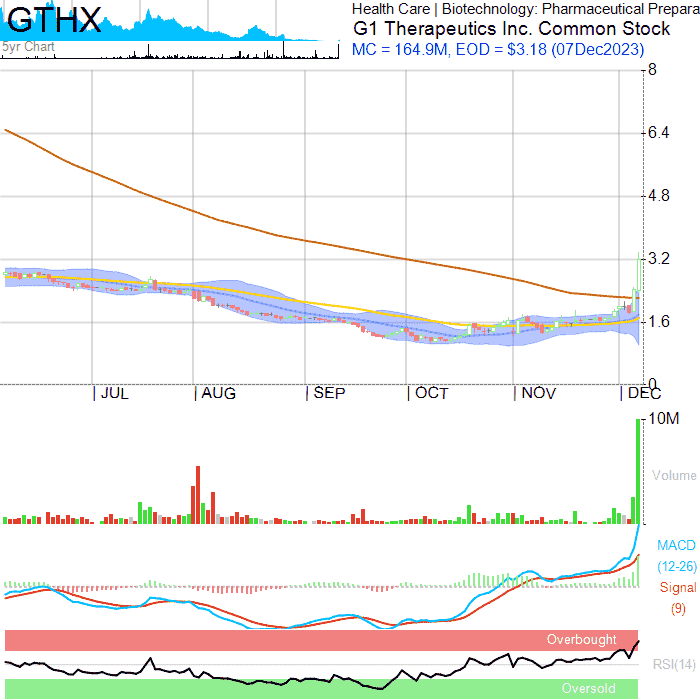 GTHX
5yr Chart
Health Care | Biotechnology: Pharmaceutical Prepara
G1 Therapeutics Inc. Common Stock
MC = 164.9M, EOD = $3.18 (07Dec2023)
8
6.4
4.8
3.2
1.6
0
JUL
AUG
SEP
OCT
NOV
DEC
10M
Volume
MACD
(12-26)
Signal
(9)
Overbought
RSI(14)
Oversold